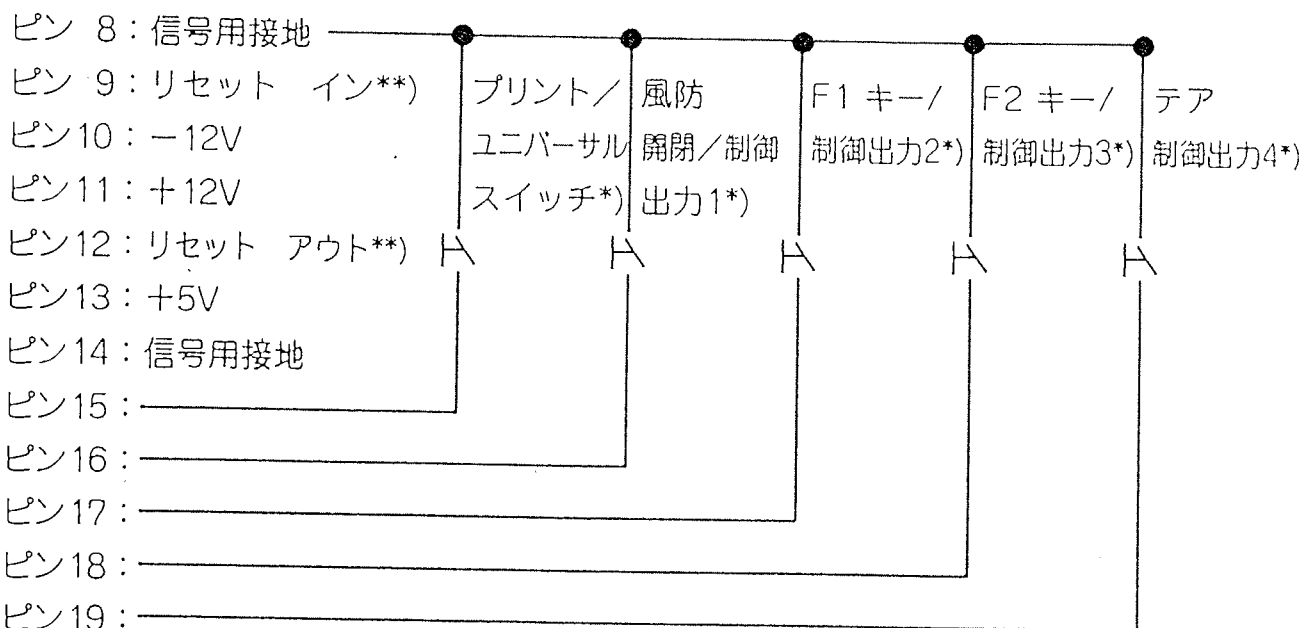 ピン 8：信号用接地
ピン 9：リセット イン**)
ピン10：－12V
ピン11：＋12V
ピン12：リセット アウト**)
ピン13：＋5V
ピン14：信号用接地
ピン15：
ピン16：
ピン17：
ピン18：
ピン19：
プリント／
ユニバーサル
スイッチ*)
風防
開閉／制御
出力1*)
F1 キー/
制御出力2*)
F2 キー/
制御出力3*)
テア
制御出力4*)